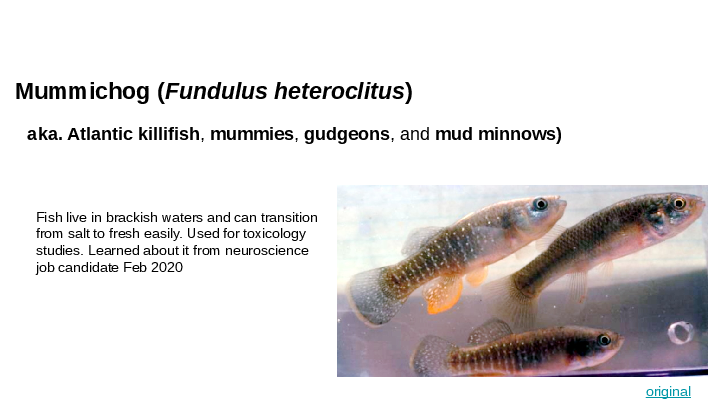 Mummichog (Fundulus heteroclitus)
aka. Atlantic killifish, mummies, gudgeons, and mud minnows)
Fish live in brackish waters and can transition
from salt to fresh easily. Used for toxicology
studies. Learned about it from neuroscience
job candidate Feb 2020
original